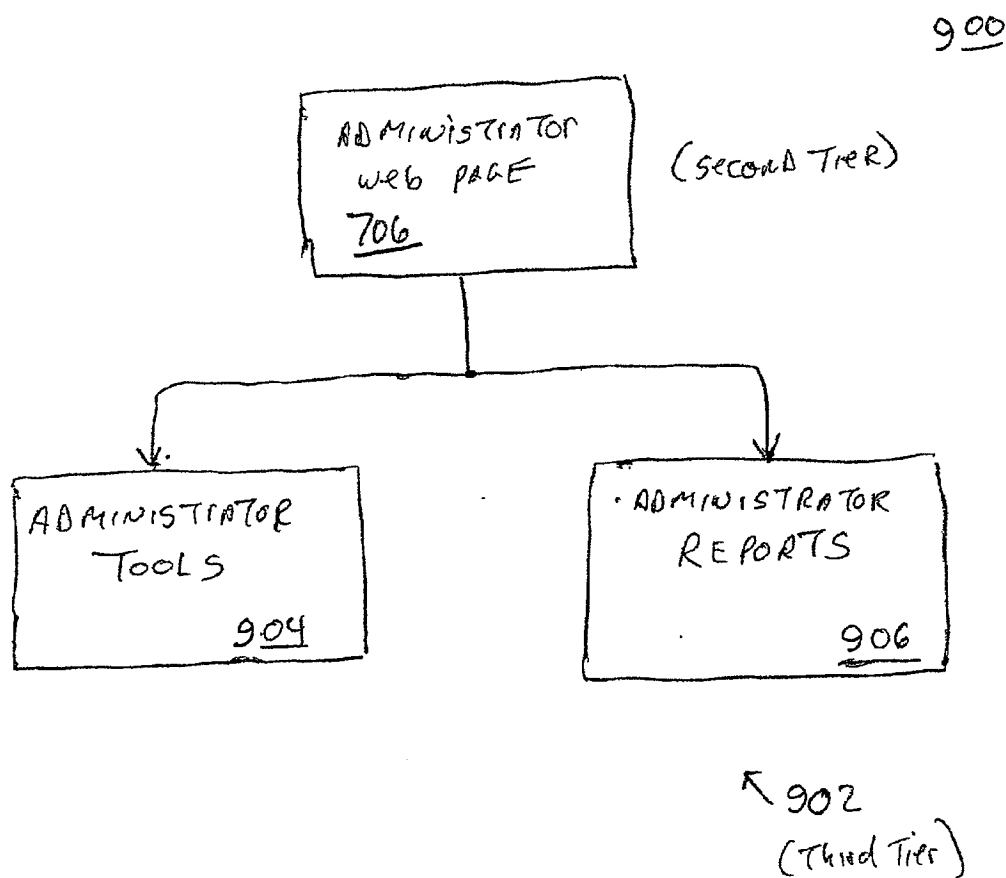 900
ADMINISTRATOR
web PAGE
706
(SECOND TIER)
ADMINISTRATOR
TOOLS
904
ADMINISTRATOR
REPORTS
906
902
(Third Tier)